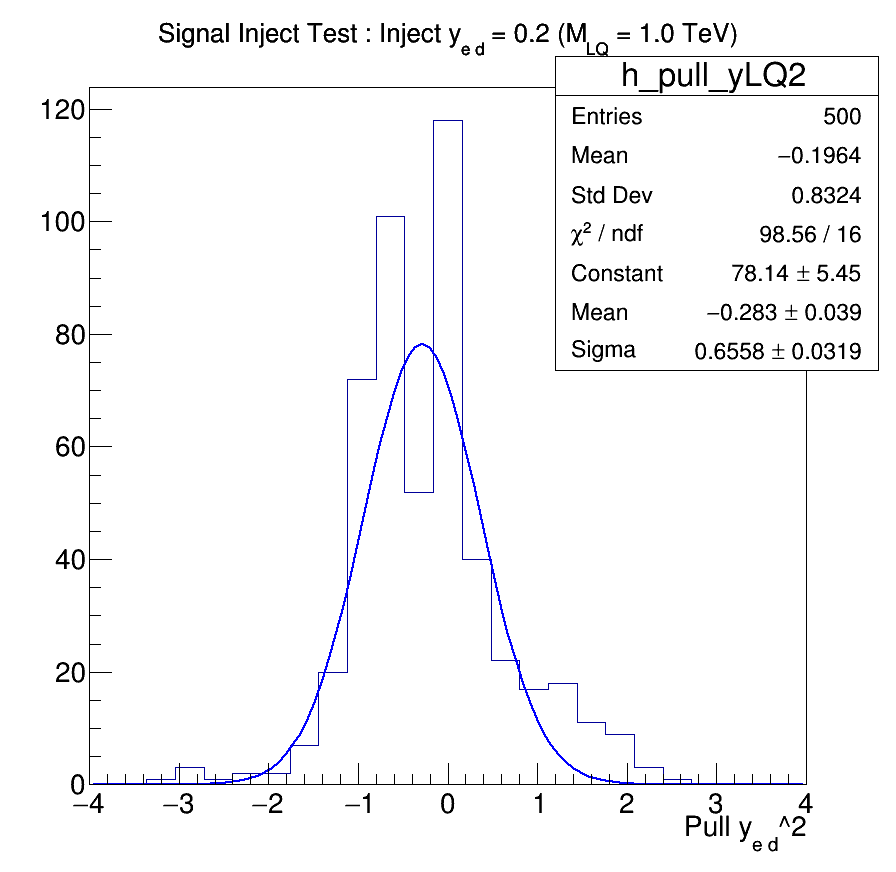 Signal Inject Test : Inject y_{e d} = 0.2 (M_{LQ} = 1.0 TeV)
h_pull_yLQ2
Entries 500
Mean −0.1964
Std Dev 0.8324
χ² / ndf 98.56 / 16
Constant 78.14 ± 5.45
Mean −0.283 ± 0.039
Sigma 0.6558 ± 0.0319
120
100
80
60
40
20
0
−4 −3 −2 −1 0 1 2 3 4
Pull y_{e d}^2